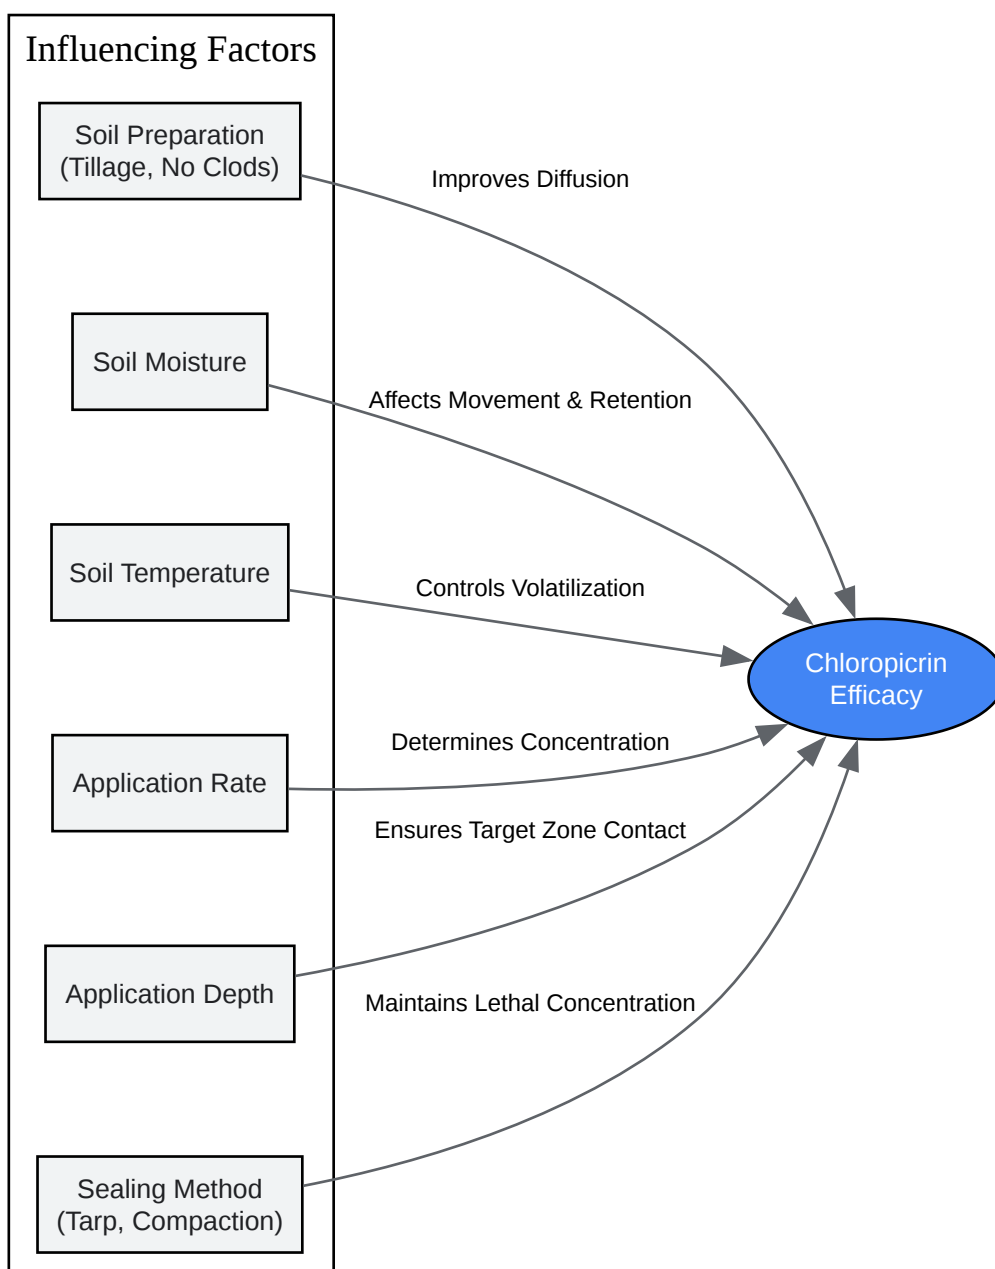 Influencing Factors
Soil Preparation
(Tillage, No Clods)
Improves Diffusion
Soil Moisture
Affects Movement & Retention
Soil Temperature
Controls Volatilization
Chloropicrin
Efficacy
Application Rate
Determines Concentration
Ensures Target Zone Contact
Application Depth
Maintains Lethal Concentration
Sealing Method
(Tarp, Compaction)